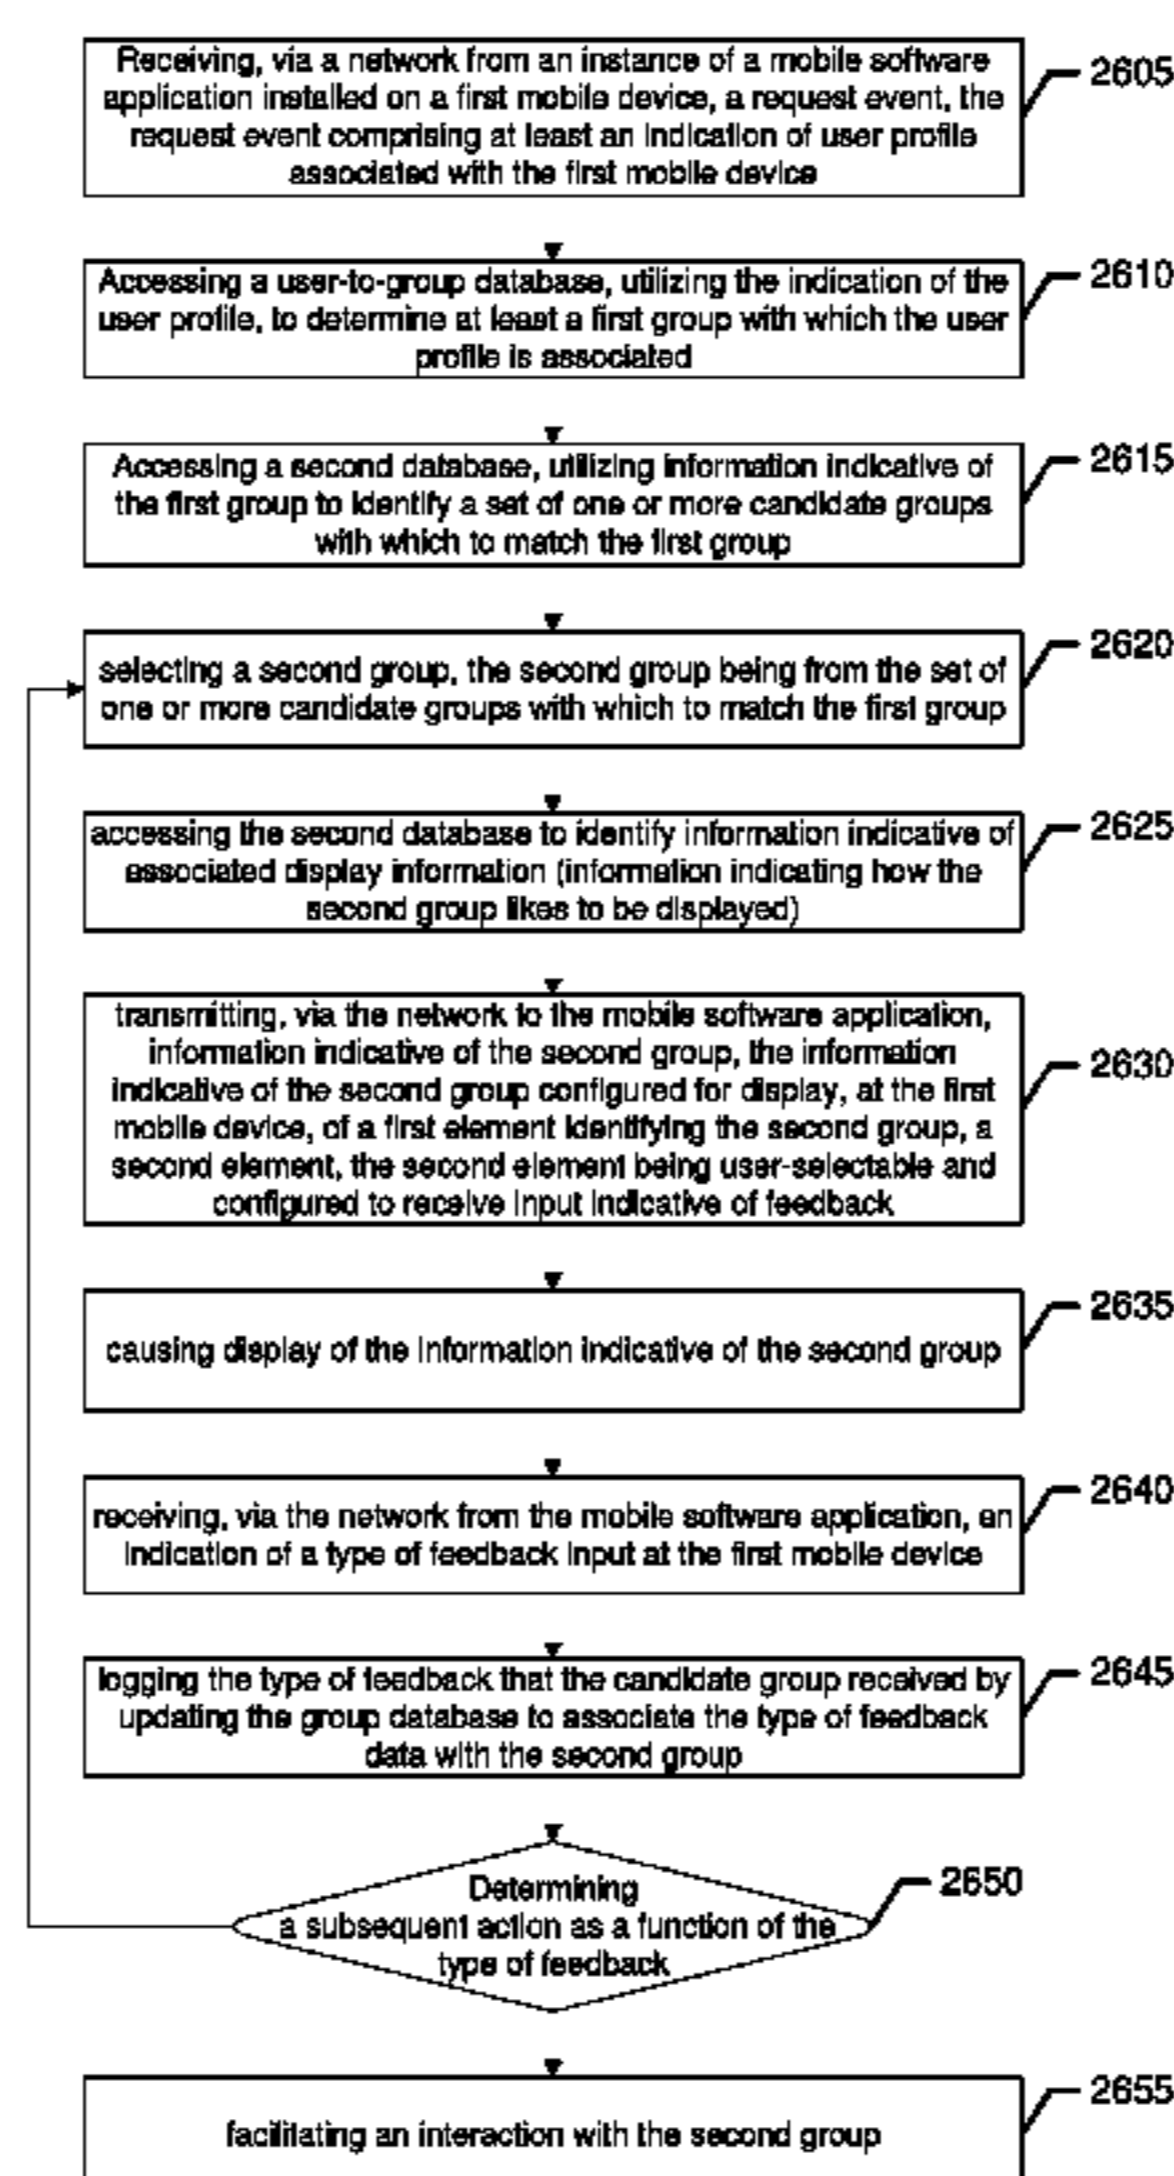 Receiving, via a network from an instance of a mobile software
application installed on a first mobile device, a request event, the
request event comprising at least an indication of user profile
associated with the first mobile device
2605
Accessing a user-to-group database, utilizing the indication of the
user profile, to determine at least a first group with which the user
profile is associated
2610
Accessing a second database, utilizing information indicative of
the first group to identify a set of one or more candidate groups
with which to match the first group
2615
selecting a second group, the second group being from the set of
one or more candidate groups with which to match the first group
2620
accessing the second database to identify information indicative of
associated display information (information indicating how the
second group likes to be displayed)
2625
transmitting, via the network to the mobile software application,
information indicative of the second group, the information
indicative of the second group configured for display, at the first
mobile device, of a first element identifying the second group, a
second element, the second element being user-selectable and
configured to receive input indicative of feedback
2630
causing display of the information indicative of the second group
2635
receiving, via the network from the mobile software application, an
indication of a type of feedback input at the first mobile device
2640
logging the type of feedback that the candidate group received by
updating the group database to associate the type of feedback
data with the second group
2645
Determining
a subsequent action as a function of the
type of feedback
2650
facilitating an interaction with the second group
2655